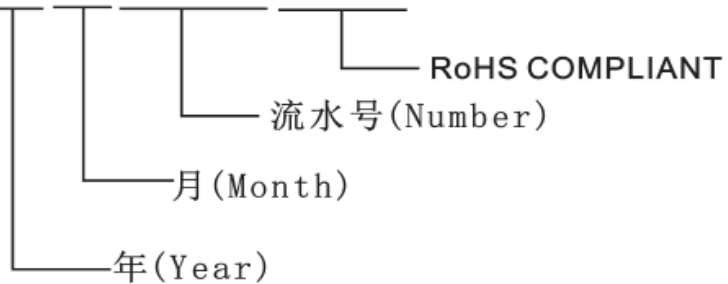 RoHS COMPLIANT
流水号(Number)
月(Month)
年(Year)